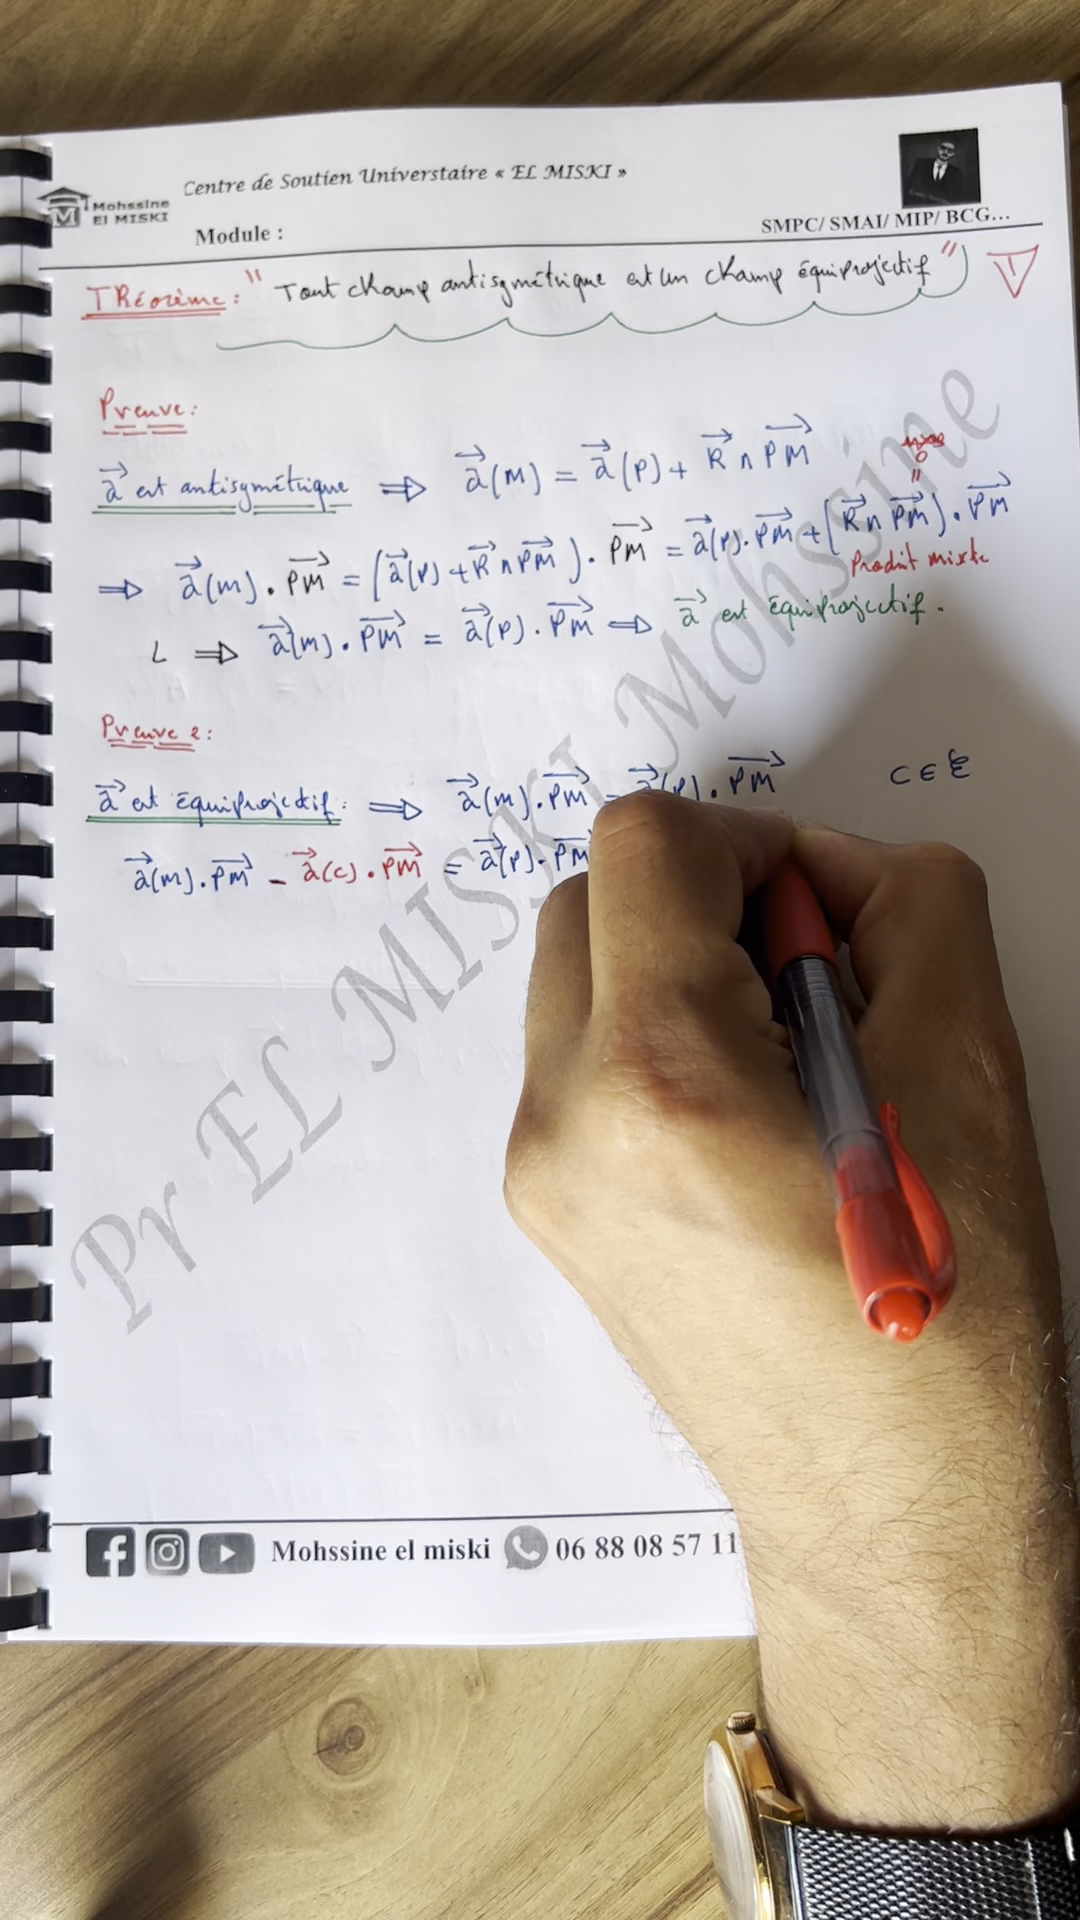 Mohssine
El MISKI
Centre de Soutien Universtaire « EL MISKI »
Module :
SMPC/ SMAI/ MIP/ BCG...
Théorème: " Tout champ antisymétrique est un champ équiprojectif "
Preuve:
a⃗ est antisymétrique ⇒ a⃗(M) = a⃗(P) + R⃗ ∧ PM⃗
0
=
⇒ a⃗(M) . PM⃗ = (a⃗(P) + R⃗ ∧ PM⃗) . PM⃗ = a⃗(P) . PM⃗ + (R⃗ ∧ PM⃗) . PM⃗
Produit mixte
L ⇒ a⃗(M) . PM⃗ = a⃗(P) . PM⃗ ⇒ a⃗ est équiprojectif.
Preuve 2:
a⃗ est équiprojectif: ⇒ a⃗(M) . PM⃗ = a⃗(P) . PM⃗ C ∈ ℰ
a⃗(M) . PM⃗ - a⃗(C) . PM⃗ = a⃗(P) . PM⃗
Pr EL MISKI Mohssine
Mohssine el miski 06 88 08 57 11